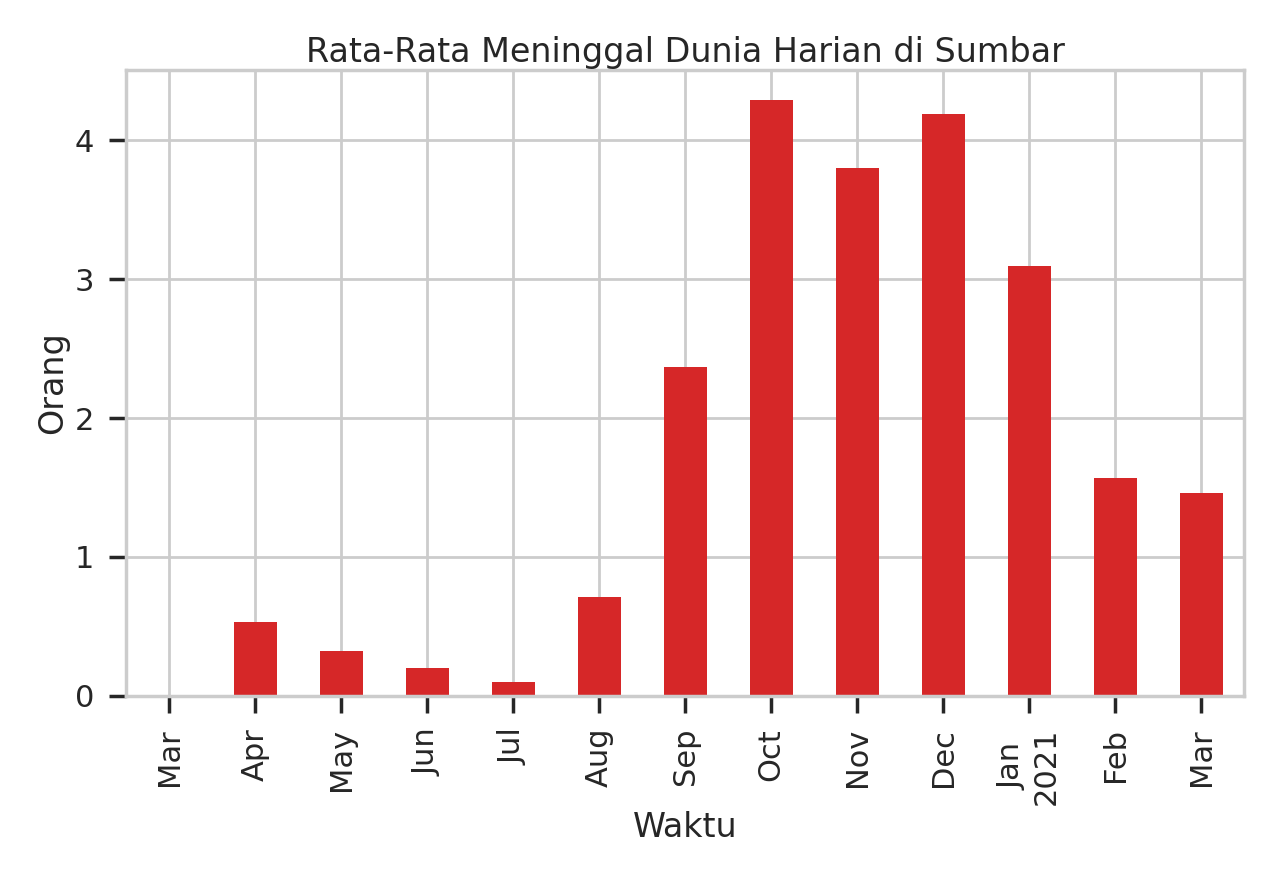 Rata-Rata Meninggal Dunia Harian di Sumbar
Orang
4
3
2
1
0
Mar
Apr
May
Jun
Jul
Aug
Sep
Oct
Nov
Dec
Jan
2021
Feb
Mar
Waktu